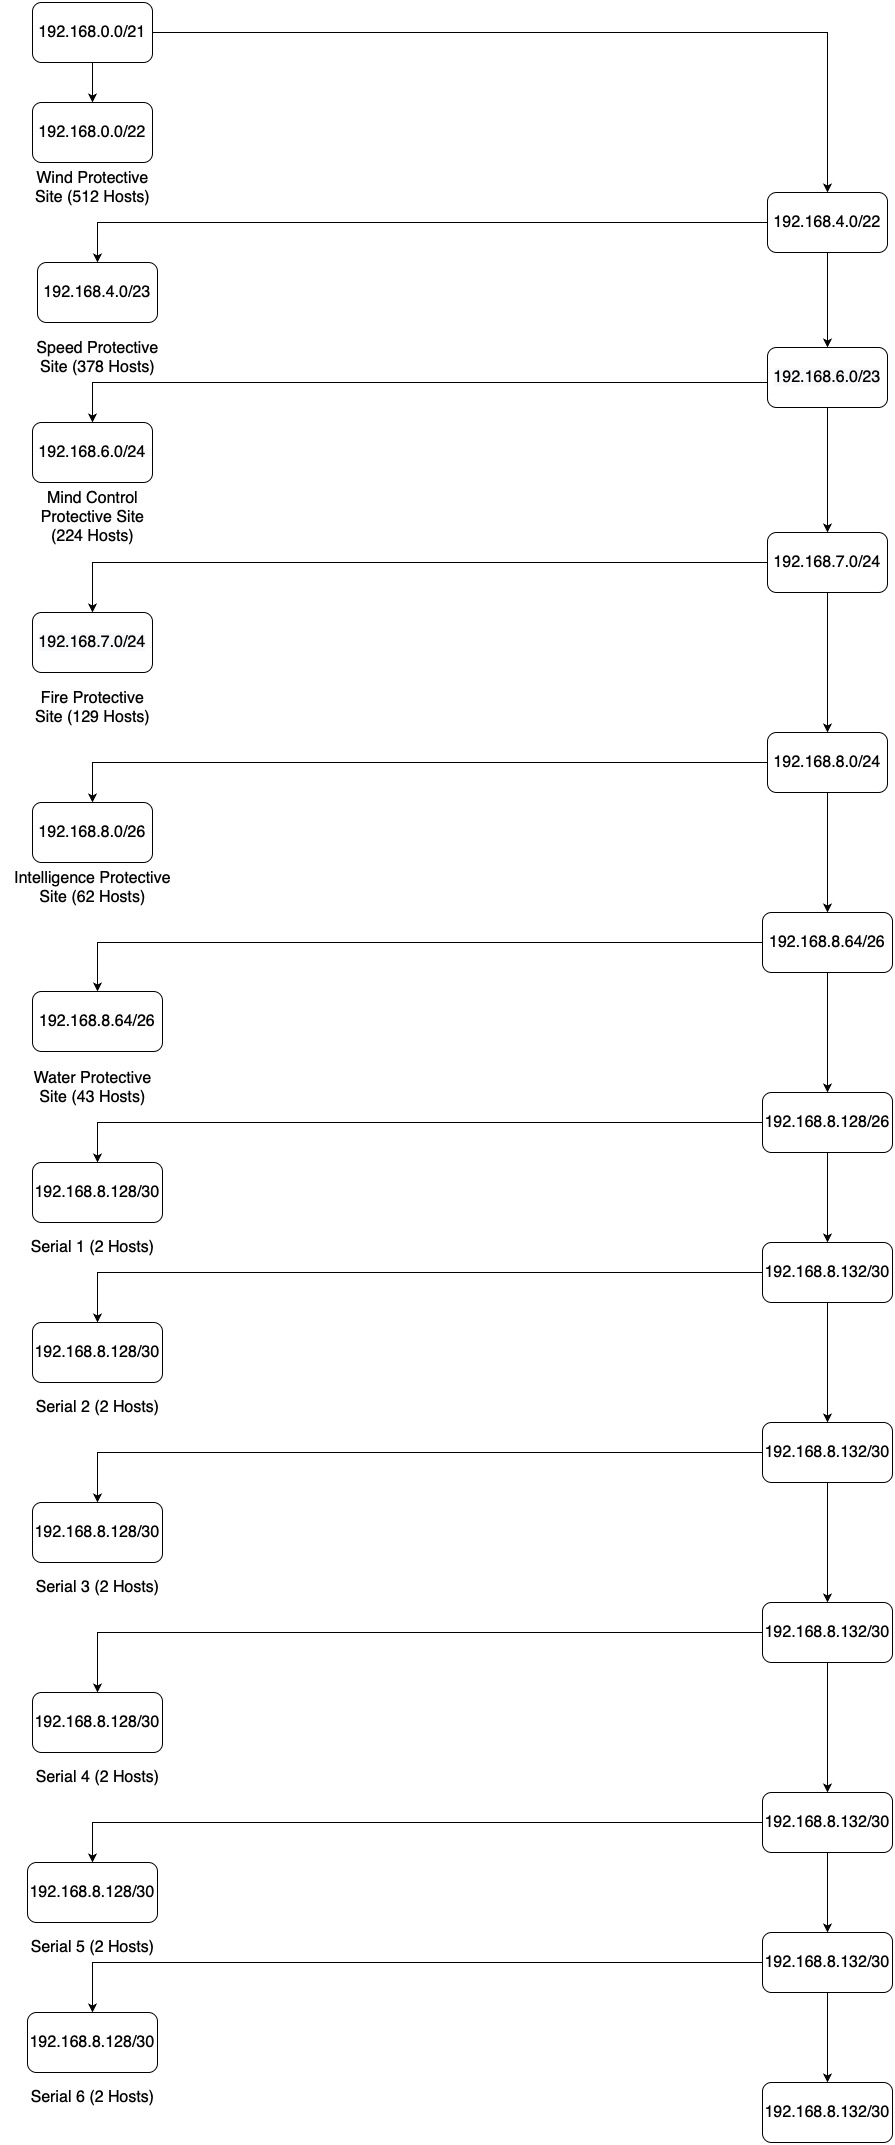 192.168.0.0/21
192.168.0.0/22
Wind Protective
Site (512 Hosts)
192.168.4.0/22
192.168.4.0/23
Speed Protective
Site (378 Hosts)
192.168.6.0/23
192.168.6.0/24
Mind Control
Protective Site
(224 Hosts)
192.168.7.0/24
192.168.7.0/24
Fire Protective
Site (129 Hosts)
192.168.8.0/24
192.168.8.0/26
Intelligence Protective
Site (62 Hosts)
192.168.8.64/26
192.168.8.64/26
Water Protective
Site (43 Hosts)
192.168.8.128/26
192.168.8.128/30
Serial 1 (2 Hosts)
192.168.8.132/30
192.168.8.128/30
Serial 2 (2 Hosts)
192.168.8.132/30
192.168.8.128/30
Serial 3 (2 Hosts)
192.168.8.132/30
192.168.8.128/30
Serial 4 (2 Hosts)
192.168.8.132/30
192.168.8.128/30
Serial 5 (2 Hosts)
192.168.8.132/30
192.168.8.128/30
Serial 6 (2 Hosts)
192.168.8.132/30